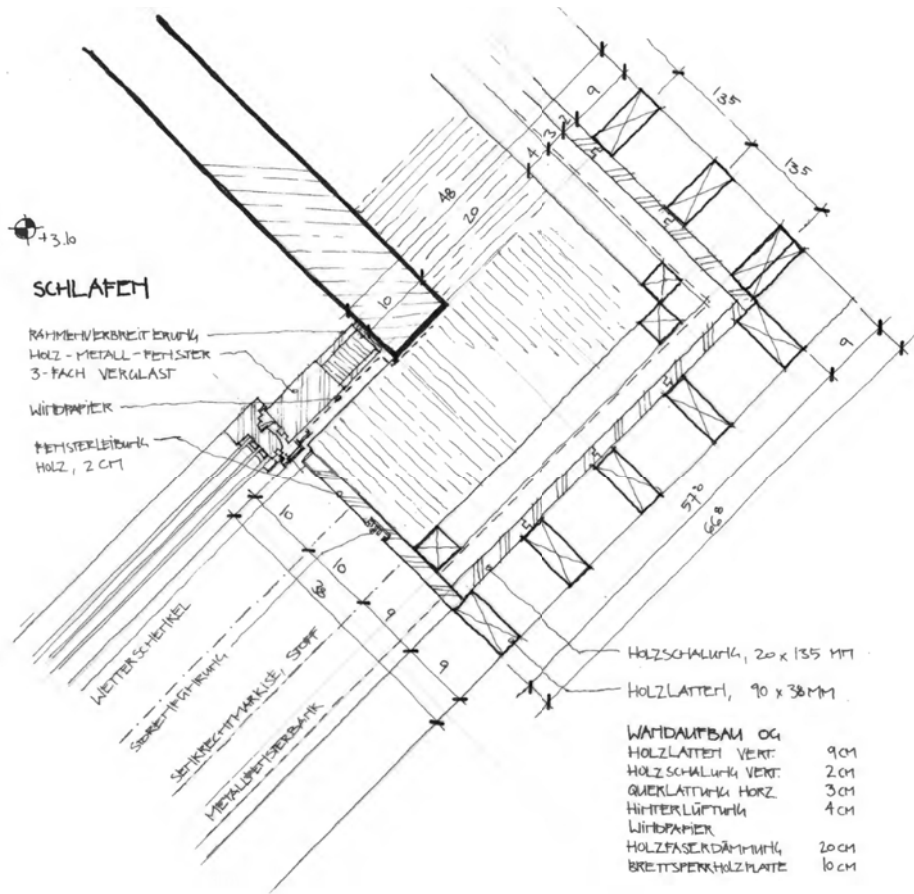 135
9
135
2
3
4
48
20
+3.10
SCHLAFEN
10
RAHMENVERBREITERUNG
HOLZ-METALL-FENSTER
3-FACH VERGLAST
WINDPAPIER
FENSTERLEIBUNG
HOLZ, 2 CM
9
57⁰
66⁸
10
10
38
9
9
WETTERSCHENKEL
STORENFÜHRUNG
SENKRECHTMARKISE, STOFF
METALLFENSTERBANK
HOLZSCHALUNG, 20 x 135 MM
HOLZLATTEN, 90 x 38 MM
WANDAUFBAU OG
HOLZLATTEN VERT. 9 CM
HOLZSCHALUNG VERT. 2 CM
QUERLATTUNG HORZ. 3 CM
HINTERLÜFTUNG 4 CM
WINDPAPIER
HOLZFASERDÄMMUNG 20 CM
BRETTSPERRHOLZPLATTE 10 CM